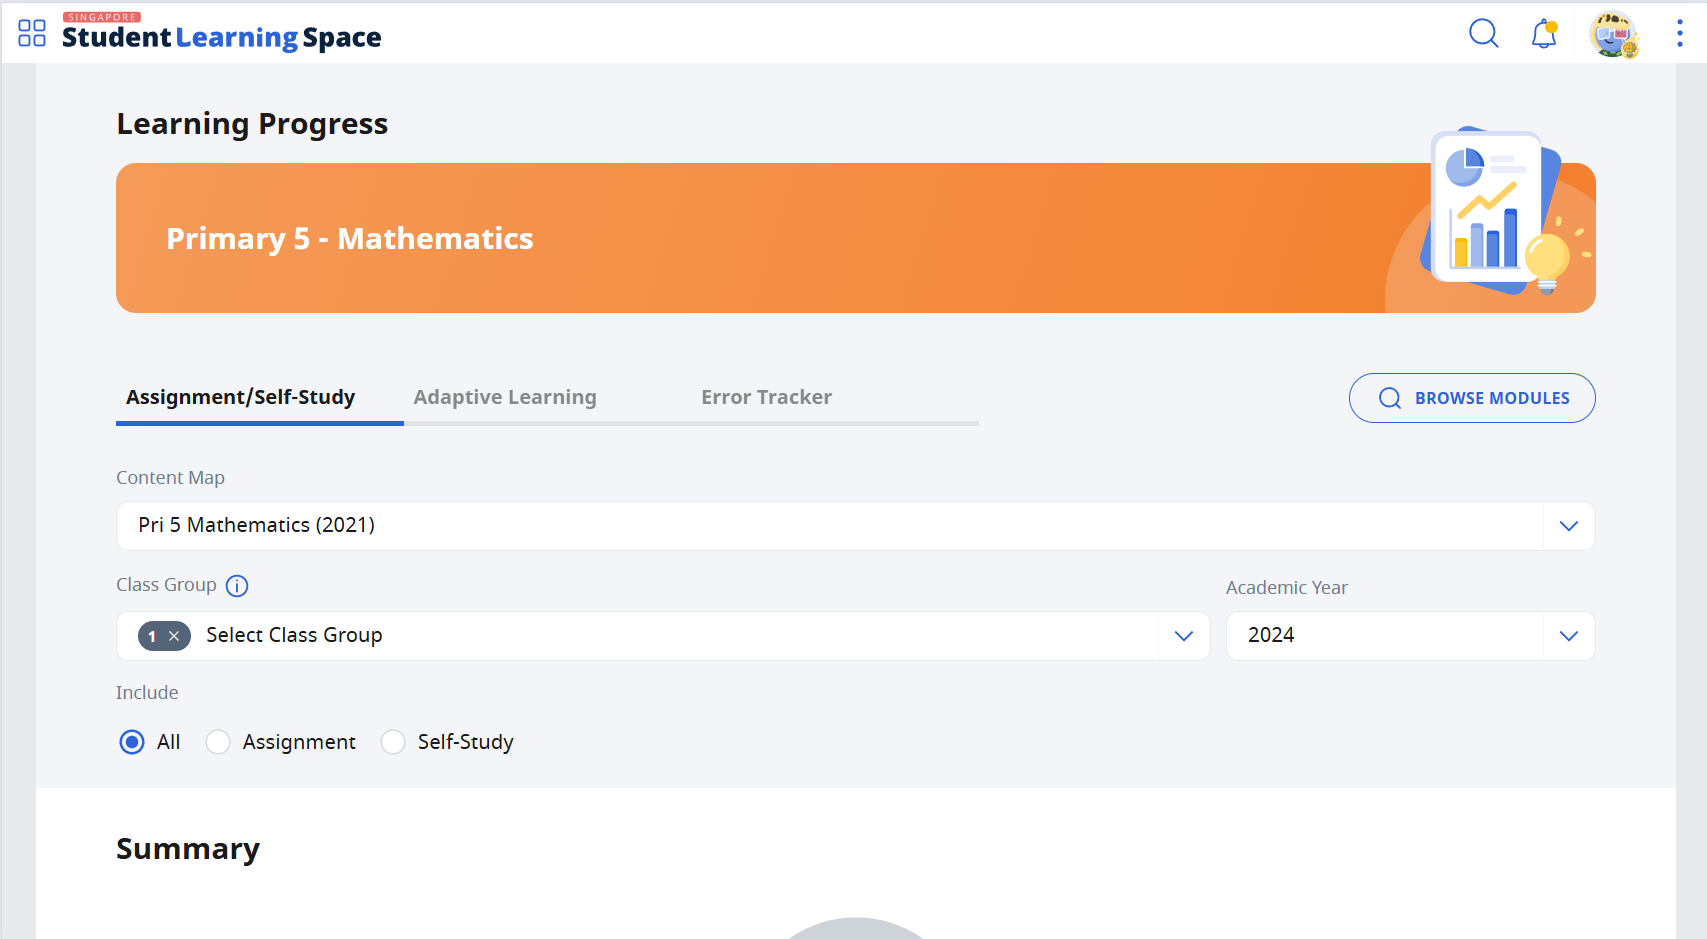 SINGAPORE
Student Learning Space
Learning Progress
Primary 5 - Mathematics
Assignment/Self-Study Adaptive Learning Error Tracker BROWSE MODULES
Content Map
Pri 5 Mathematics (2021)
Class Group Academic Year
1 Select Class Group 2024
Include
All Assignment Self-Study
Summary